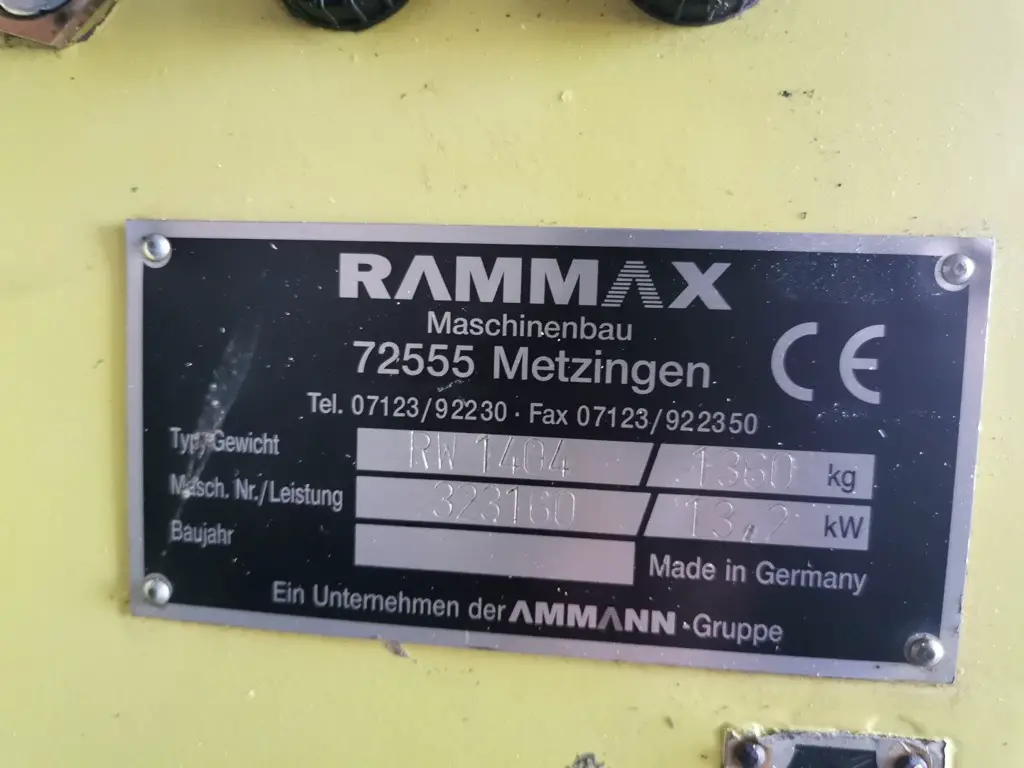 RAMMAX
Maschinenbau
72555 Metzingen
CE
Tel. 07123/92230 · Fax 07123/922350
Typ/Gewicht RW 1404 / 1360 kg
Masch. Nr./Leistung 323160 / 13,2 kW
Baujahr
Made in Germany
Ein Unternehmen der AMMANN-Gruppe